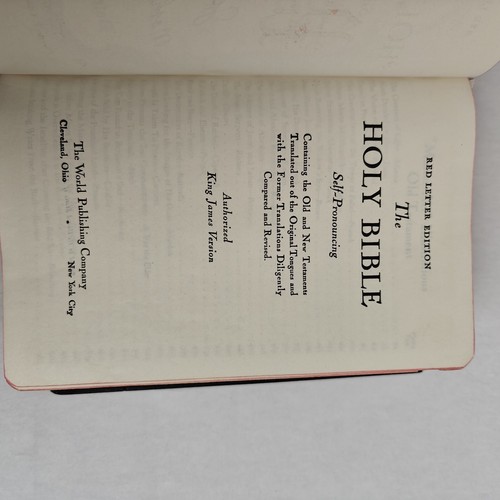 RED LETTER EDITION
The
HOLY BIBLE
Self-Pronouncing
Containing the Old and New Testaments
Translated out of the Original Tongues and
with the Former Translations Diligently
Compared and Revised.
Authorized
King James Version
The World Publishing Company
Cleveland, Ohio • New York City